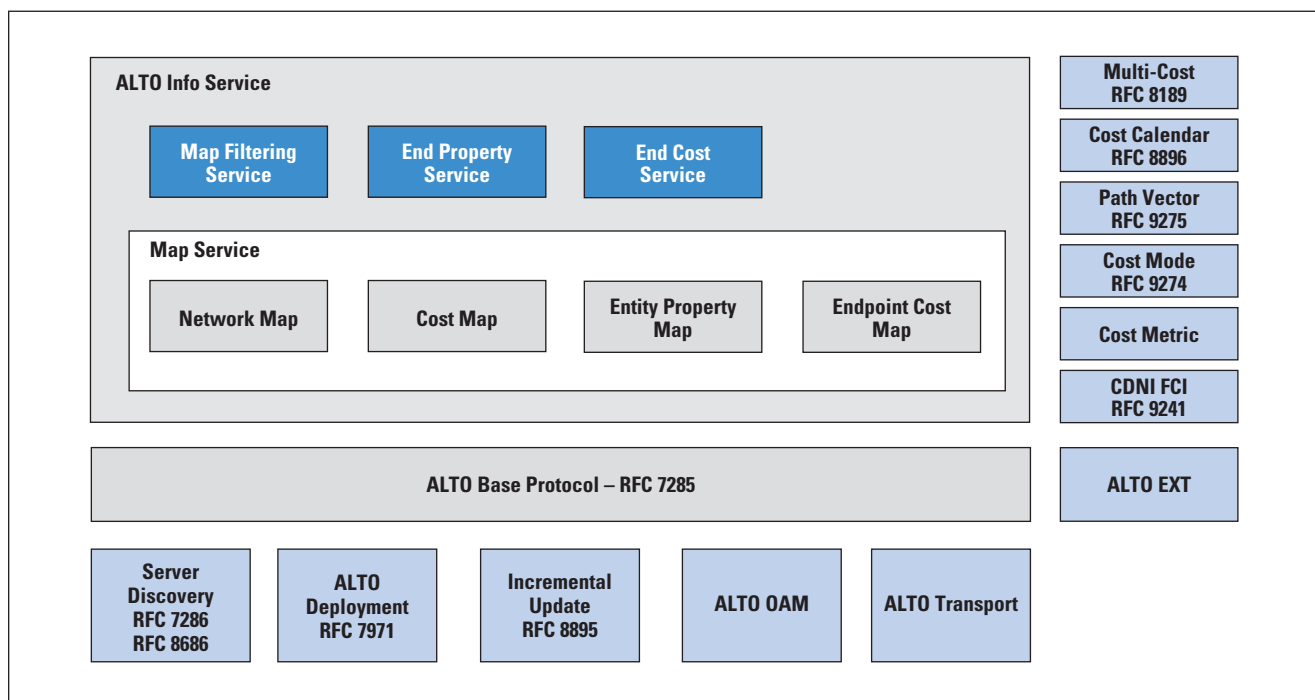 ALTO Info Service
Map Filtering
Service
End Property
Service
End Cost
Service
Map Service
Network Map
Cost Map
Entity Property
Map
Endpoint Cost
Map
Multi-Cost
RFC 8189
Cost Calendar
RFC 8896
Path Vector
RFC 9275
Cost Mode
RFC 9274
Cost Metric
CDNI FCI
RFC 9241
ALTO Base Protocol – RFC 7285
ALTO EXT
Server
Discovery
RFC 7286
RFC 8686
ALTO
Deployment
RFC 7971
Incremental
Update
RFC 8895
ALTO OAM
ALTO Transport